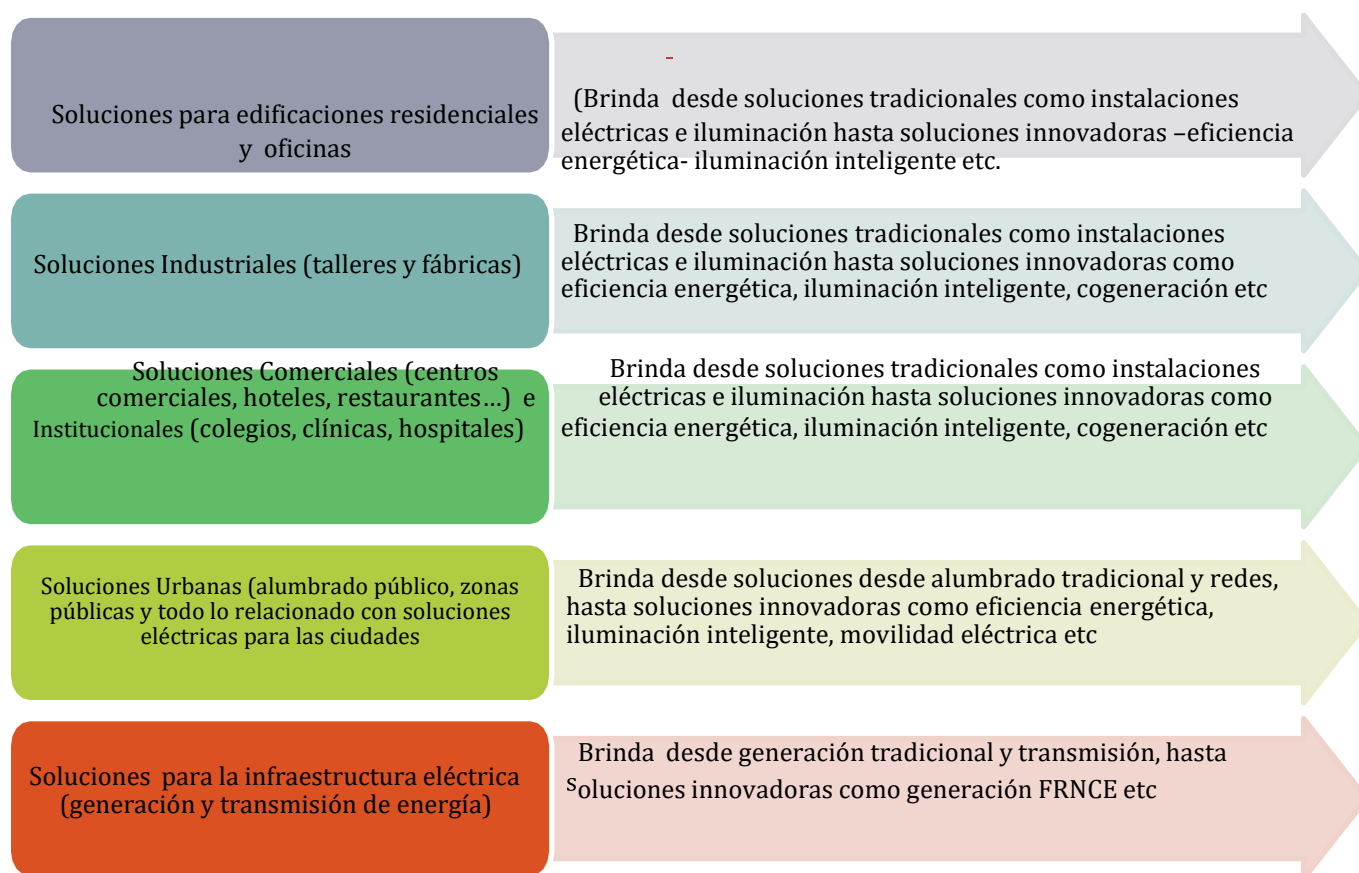 Soluciones para edificaciones residenciales
y oficinas
-
(Brinda desde soluciones tradicionales como instalaciones
eléctricas e iluminación hasta soluciones innovadoras –eficiencia
energética- iluminación inteligente etc.
Soluciones Industriales (talleres y fábricas)
Brinda desde soluciones tradicionales como instalaciones
eléctricas e iluminación hasta soluciones innovadoras como
eficiencia energética, iluminación inteligente, cogeneración etc
Soluciones Comerciales (centros
comerciales, hoteles, restaurantes…) e
Institucionales (colegios, clínicas, hospitales)
Brinda desde soluciones tradicionales como instalaciones
eléctricas e iluminación hasta soluciones innovadoras como
eficiencia energética, iluminación inteligente, cogeneración etc
Soluciones Urbanas (alumbrado público, zonas
públicas y todo lo relacionado con soluciones
eléctricas para las ciudades
Brinda desde soluciones desde alumbrado tradicional y redes,
hasta soluciones innovadoras como eficiencia energética,
iluminación inteligente, movilidad eléctrica etc
Soluciones para la infraestructura eléctrica
(generación y transmisión de energía)
Brinda desde generación tradicional y transmisión, hasta
soluciones innovadoras como generación FRNCE etc